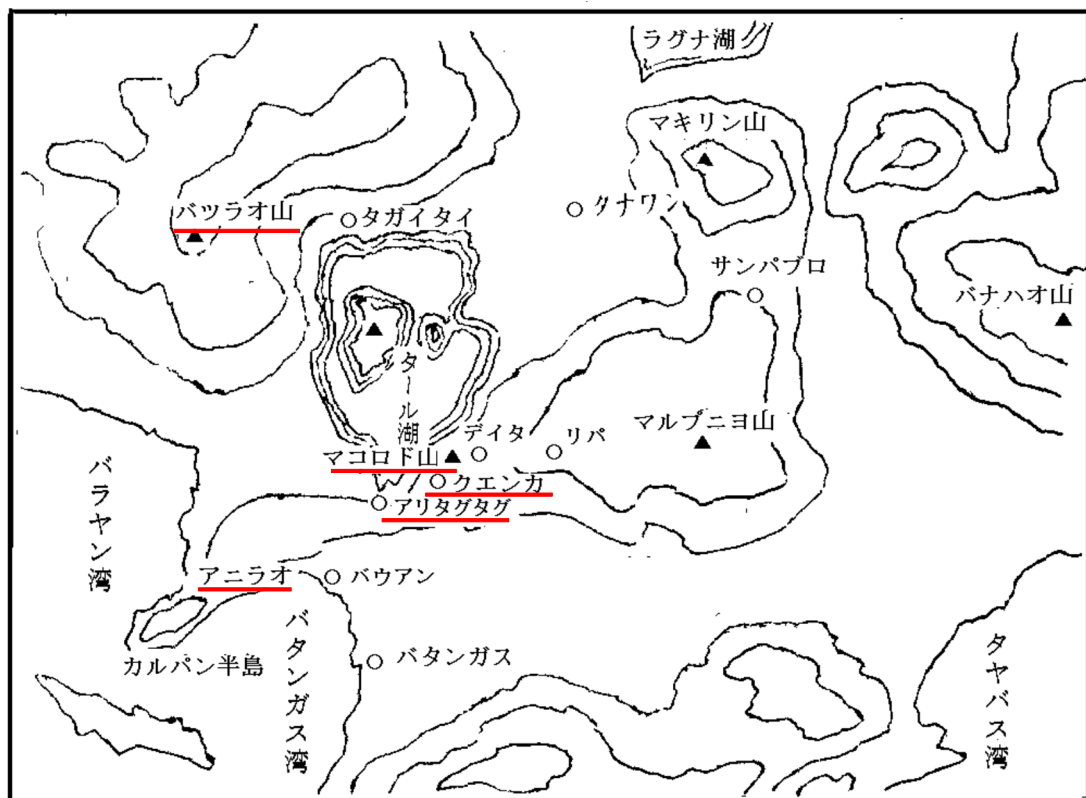 ラグナ湖
マキリン山
バツラオ山
タガイタイ
タナワン
サンパブロ
バナハオ山
タール湖
デイタ
リパ
マルプニヨ山
マコロド山
クエンカ
アリタグタグ
バラヤン湾
アニラオ
バウアン
バタンガス湾
カルパン半島
バタンガス
タヤバス湾